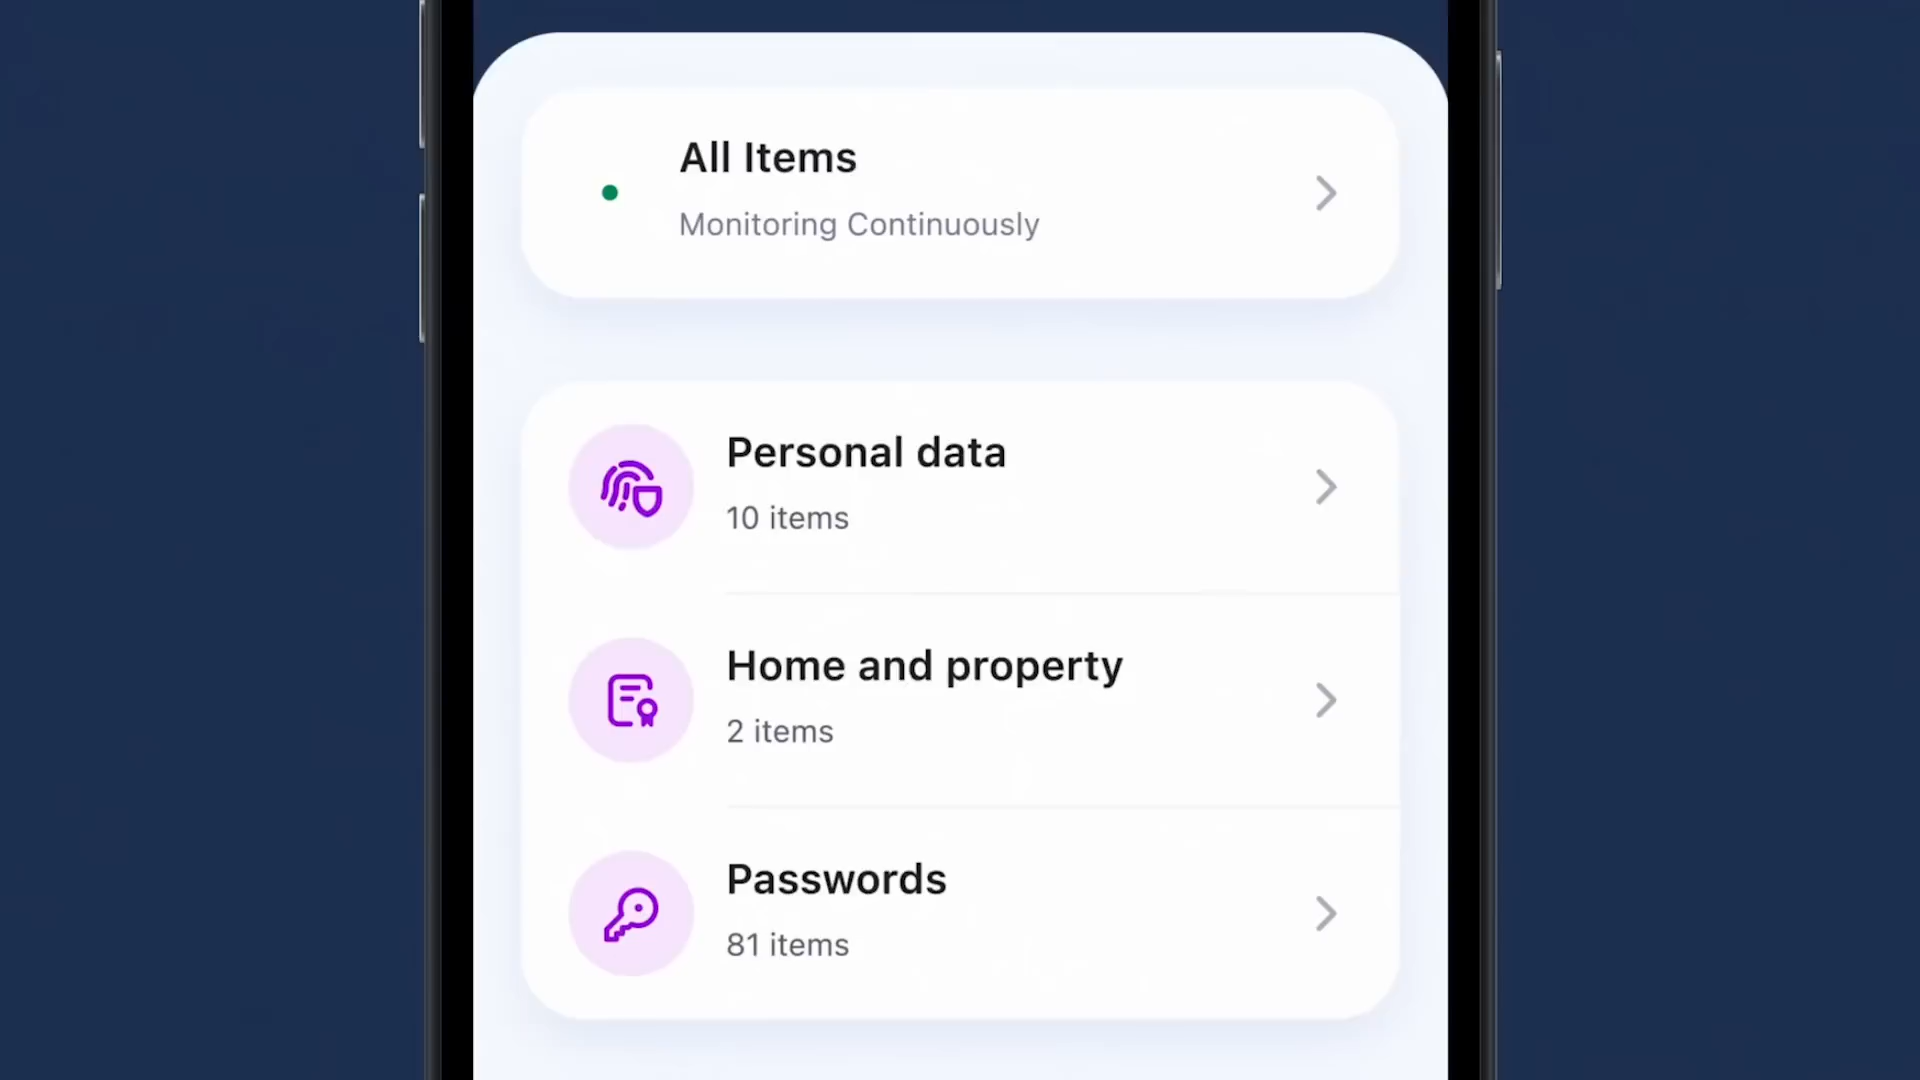 All Items
Monitoring Continuously
Personal data
10 items
Home and property
2 items
Passwords
81 items